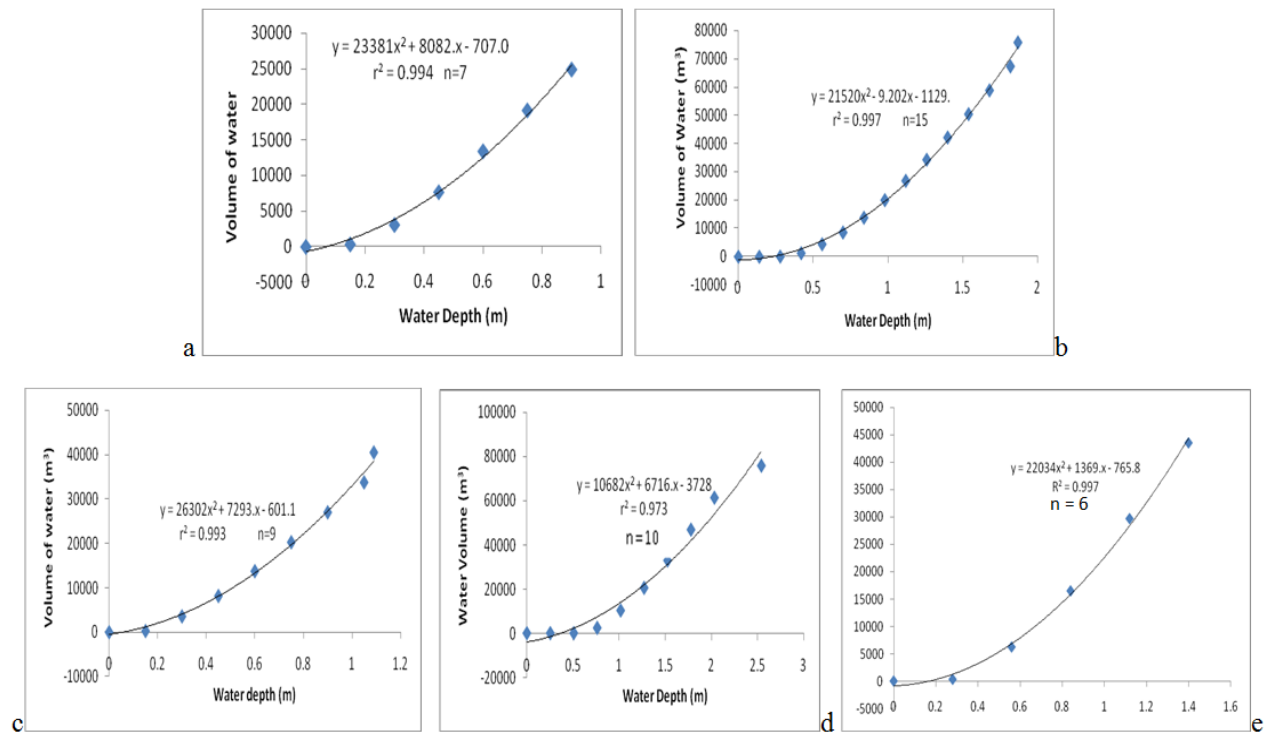 30000
25000
20000
15000
10000
5000
0
-5000
y = 23381x² + 8082.x - 707.0
r² = 0.994 n=7
Volume of water
0 0.2 0.4 0.6 0.8 1
Water Depth (m)
a
80000
70000
60000
50000
40000
30000
20000
10000
0
-10000
y = 21520x² - 9.202x - 1129.
r² = 0.997 n=15
Volume of Water (m³)
0 0.5 1 1.5 2
Water Depth (m)
b
50000
40000
30000
20000
10000
0
-10000
y = 26302x² + 7293.x - 601.1
r² = 0.993 n=9
Volume of water (m³)
0 0.2 0.4 0.6 0.8 1 1.2
Water depth (m)
c
100000
80000
60000
40000
20000
0
-20000
y = 10682x² + 6716.x - 3728
r² = 0.973
n = 10
Water Volume (m³)
0 0.5 1 1.5 2 2.5 3
Water Depth (m)
d
50000
45000
40000
35000
30000
25000
20000
15000
10000
5000
0
-5000
y = 22034x² + 1369.x - 765.8
R² = 0.997
n = 6
0 0.2 0.4 0.6 0.8 1 1.2 1.4 1.6
e